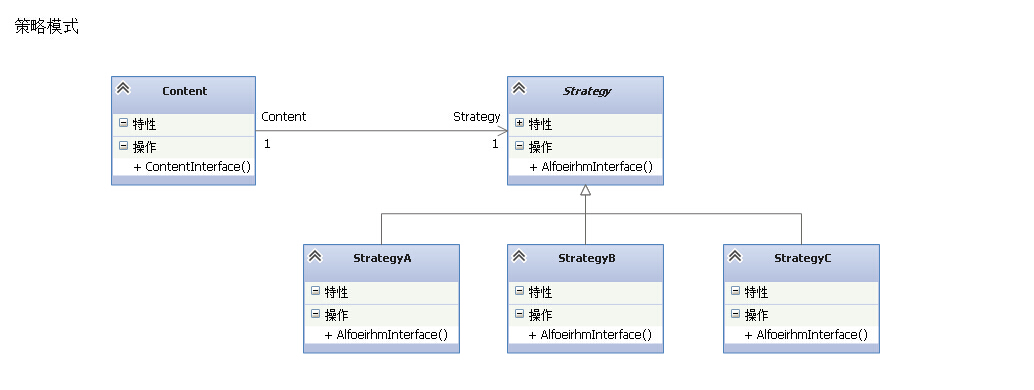 策略模式
Content
特性
操作
+ ContentInterface()
Content
1
Strategy
1
Strategy
特性
操作
+ AlfoeirhmInterface()
StrategyA
特性
操作
+ AlfoeirhmInterface()
StrategyB
特性
操作
+ AlfoeirhmInterface()
StrategyC
特性
操作
+ AlfoeirhmInterface()